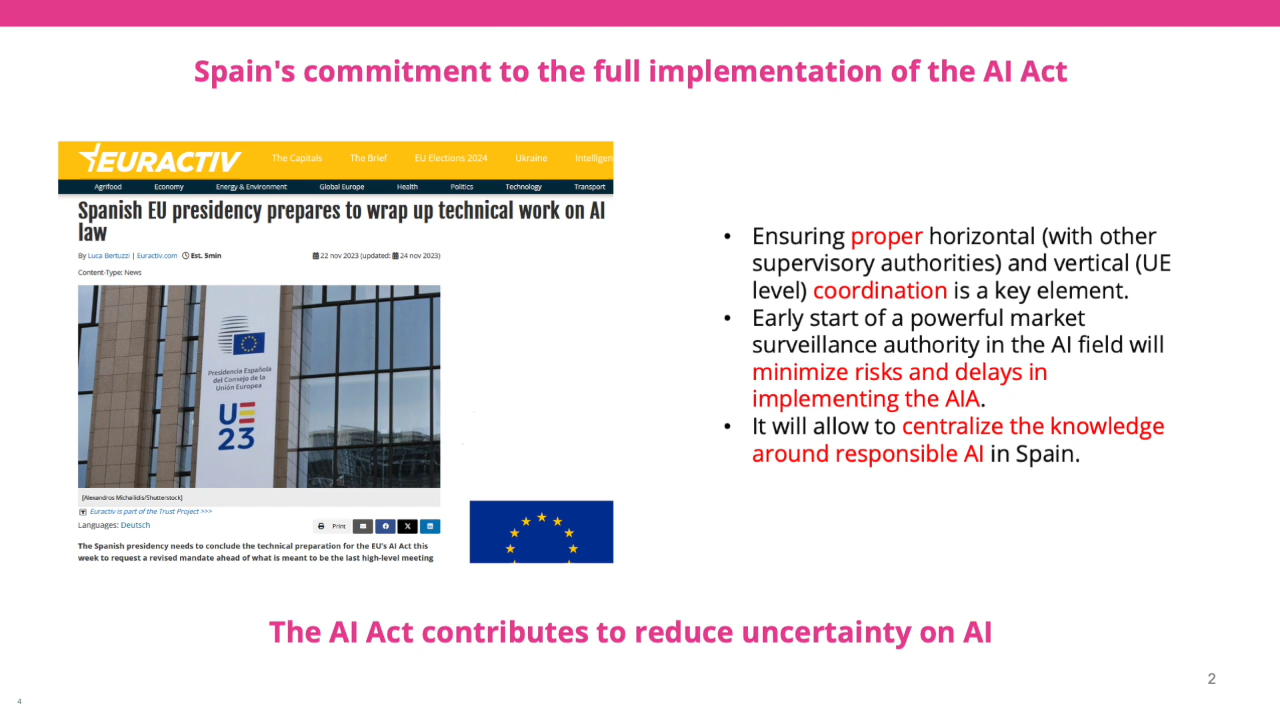 Spain's commitment to the full implementation of the AI Act
EURACTIV
The Capitals The Brief EU Elections 2024 Ukraine Intelligen
Agrifood Economy Energy & Environment Global Europe Health Politics Technology Transport
Spanish EU presidency prepares to wrap up technical work on AI
law
By Luca Bertuzzi | Euractiv.com Est. 5min 22 nov 2023 (updated: 24 nov 2023)
Content-Type: News
Presidencia Española
del Consejo de la
Unión Europea
UE
23
[Alexandros Michailidis/Shutterstock]
Euractiv is part of the Trust Project >>>
Languages: Deutsch
Print
The Spanish presidency needs to conclude the technical preparation for the EU's AI Act this
week to request a revised mandate ahead of what is meant to be the last high-level meeting
• Ensuring proper horizontal (with other
supervisory authorities) and vertical (UE
level) coordination is a key element.
• Early start of a powerful market
surveillance authority in the AI field will
minimize risks and delays in
implementing the AIA.
• It will allow to centralize the knowledge
around responsible AI in Spain.
The AI Act contributes to reduce uncertainty on AI
2
4